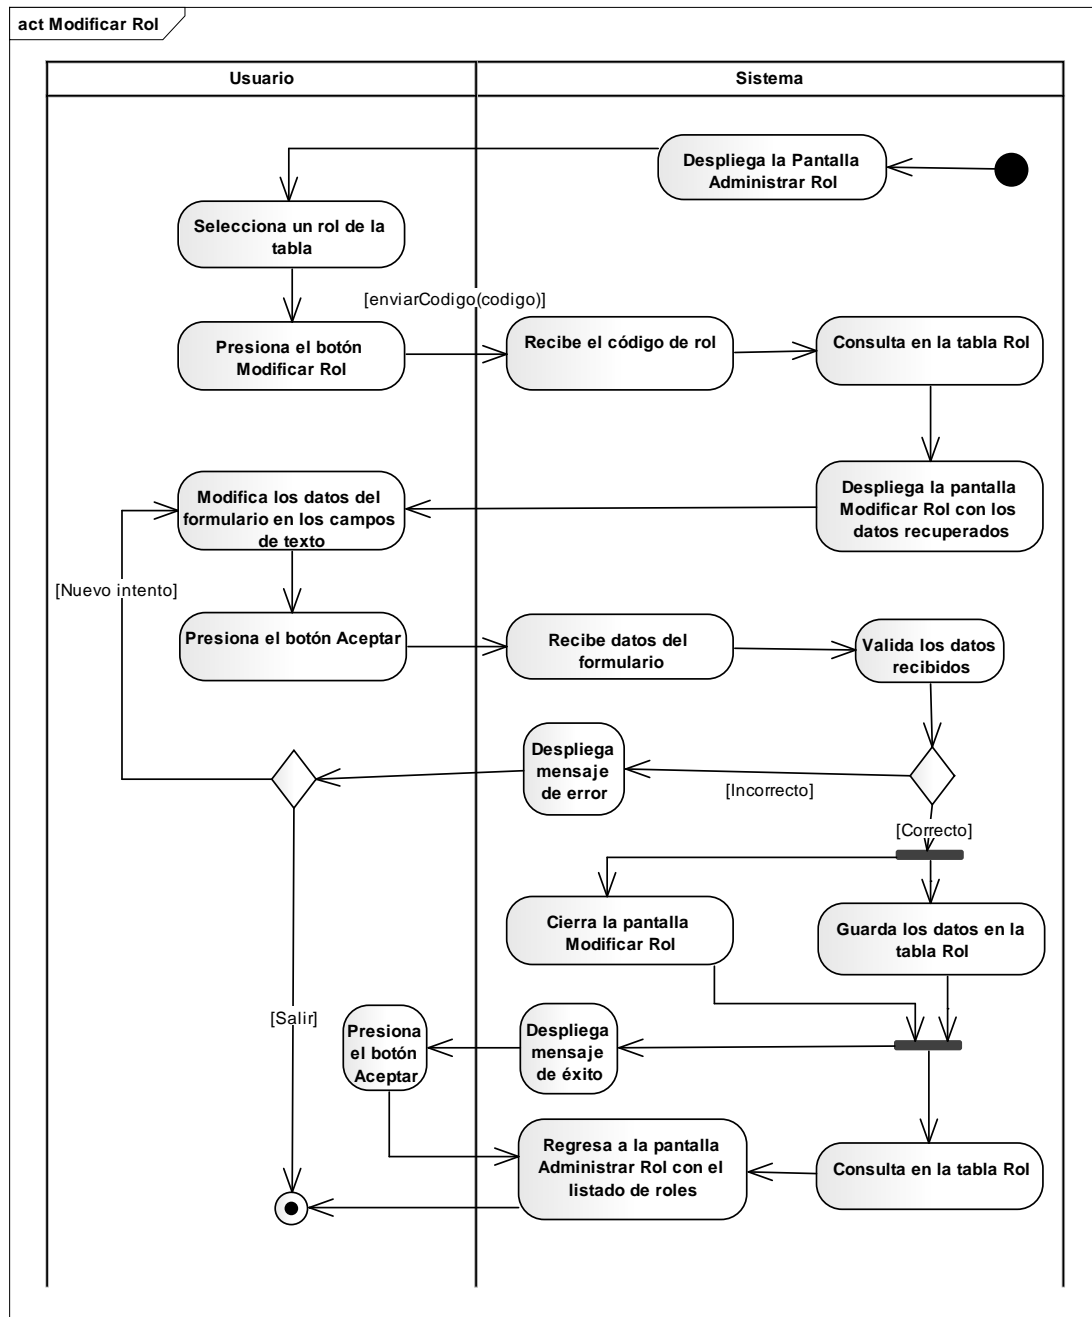 act Modificar Rol
Usuario
Sistema
Despliega la Pantalla
Administrar Rol
Selecciona un rol de la
tabla
[enviarCodigo(codigo)]
Presiona el botón
Modificar Rol
Recibe el código de rol
Consulta en la tabla Rol
Modifica los datos del
formulario en los campos
de texto
Despliega la pantalla
Modificar Rol con los
datos recuperados
[Nuevo intento]
Presiona el botón Aceptar
Recibe datos del
formulario
Valida los datos
recibidos
Despliega
mensaje
de error
[Incorrecto]
[Correcto]
Cierra la pantalla
Modificar Rol
Guarda los datos en la
tabla Rol
[Salir]
Presiona
el botón
Aceptar
Despliega
mensaje
de éxito
Regresa a la pantalla
Administrar Rol con el
listado de roles
Consulta en la tabla Rol